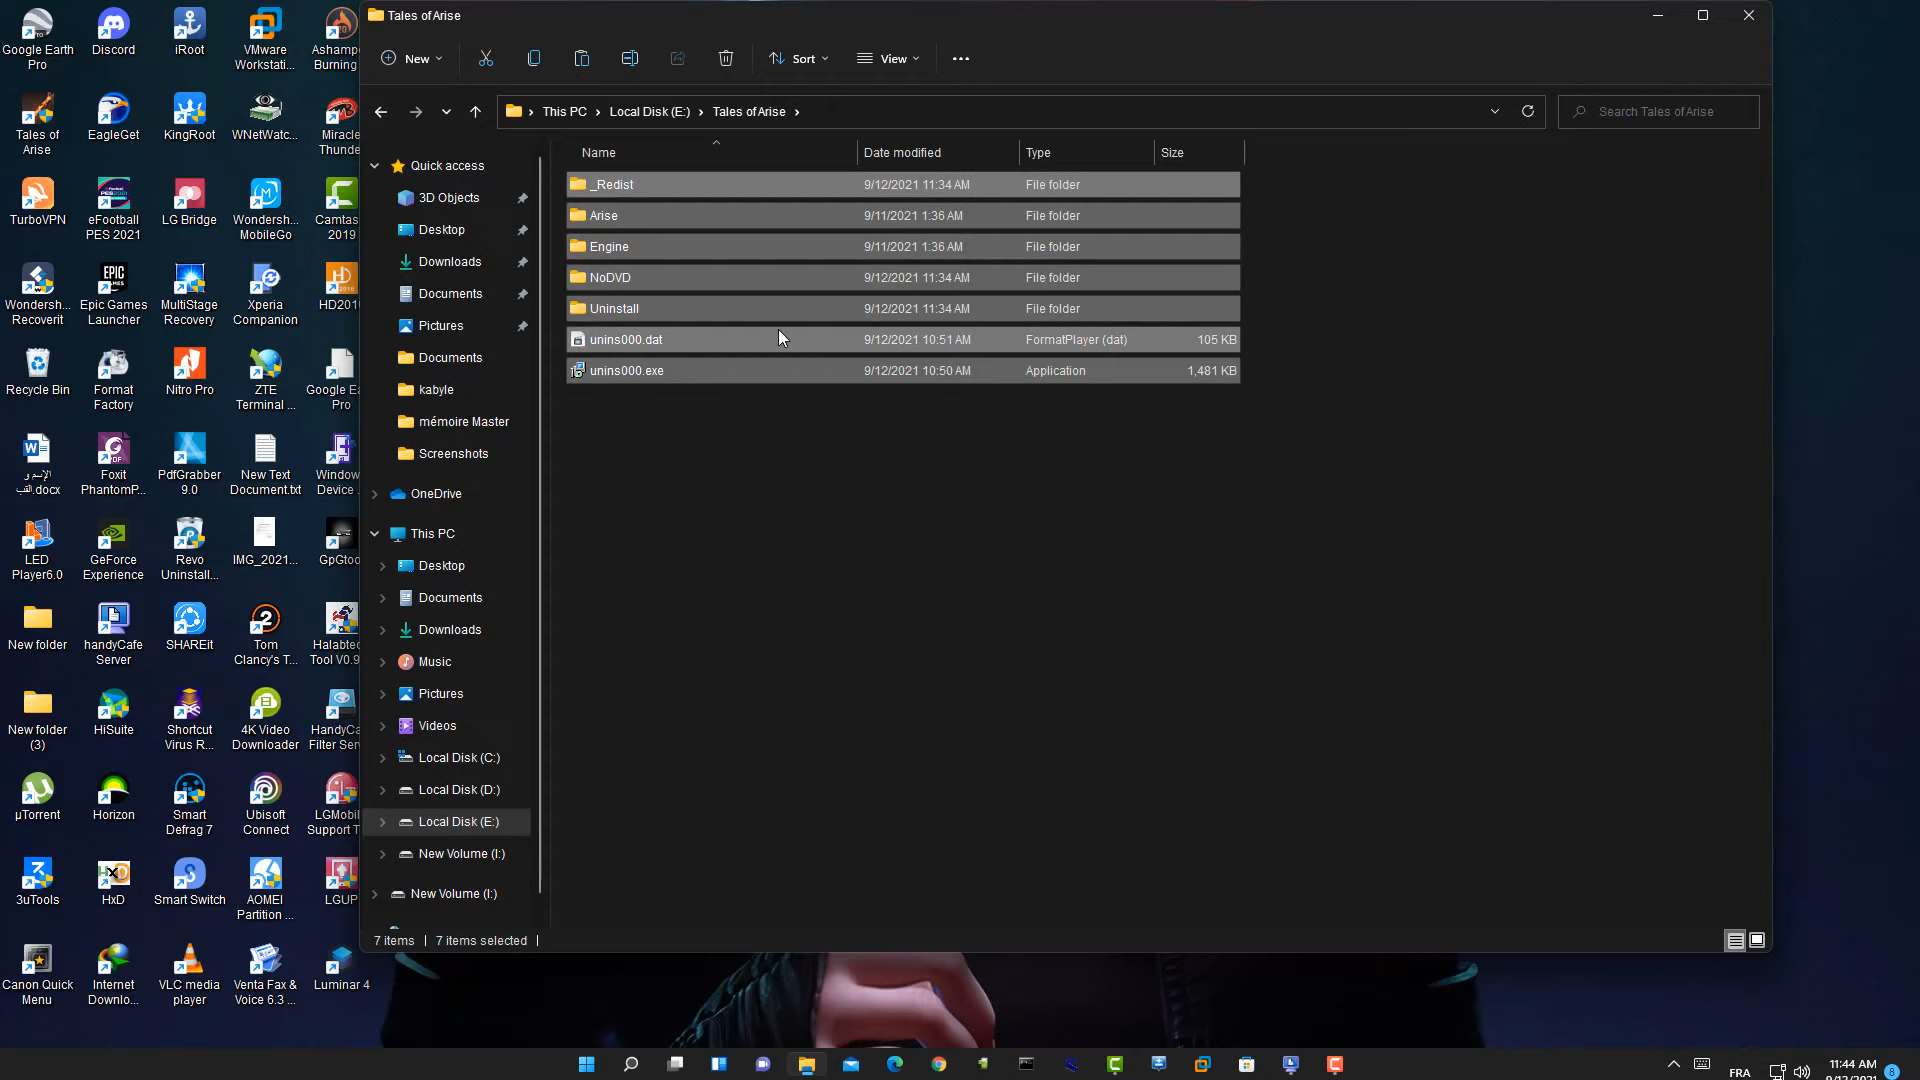 Google Earth Pro
Discord
iRoot
VMware Workstati...
Ashampo Burning
Tales of Arise
EagleGet
KingRoot
WNetWatc...
Miracle Thunde
TurboVPN
eFootball PES 2021
LG Bridge
Wondersh... MobileGo
Camtas 2019
Wondersh... Recoverit
Epic Games Launcher
MultiStage Recovery
Xperia Companion
HD201
Recycle Bin
Format Factory
Nitro Pro
ZTE Terminal ...
Google Ea Pro
الإسم و اللقب.docx
Foxit PhantomP...
PdfGrabber 9.0
New Text Document.txt
Window Device
LED Player6.0
GeForce Experience
Revo Uninstall...
IMG_2021...
GpGtoo
New folder
handyCafe Server
SHAREit
Tom Clancy's T...
Halabtec Tool V0.9
New folder (3)
HiSuite
Shortcut Virus R...
4K Video Downloader
HandyCa Filter Serv
µTorrent
Horizon
Smart Defrag 7
Ubisoft Connect
LGMobil Support T
3uTools
HxD
Smart Switch
AOMEI Partition ...
LGUP
Canon Quick Menu
Internet Downlo...
VLC media player
Venta Fax & Voice 6.3 ...
Luminar 4
Tales of Arise
New
Sort
View
This PC > Local Disk (E:) > Tales of Arise >
Search Tales of Arise
Quick access
3D Objects
Desktop
Downloads
Documents
Pictures
Documents
kabyle
mémoire Master
Screenshots
OneDrive
This PC
Desktop
Documents
Downloads
Music
Pictures
Videos
Local Disk (C:)
Local Disk (D:)
Local Disk (E:)
New Volume (I:)
New Volume (I:)
Name Date modified Type Size
_Redist 9/12/2021 11:34 AM File folder
Arise 9/11/2021 1:36 AM File folder
Engine 9/11/2021 1:36 AM File folder
NoDVD 9/12/2021 11:34 AM File folder
Uninstall 9/12/2021 11:34 AM File folder
unins000.dat 9/12/2021 10:51 AM FormatPlayer (dat) 105 KB
unins000.exe 9/12/2021 10:50 AM Application 1,481 KB
7 items | 7 items selected |
FRA
11:44 AM
8